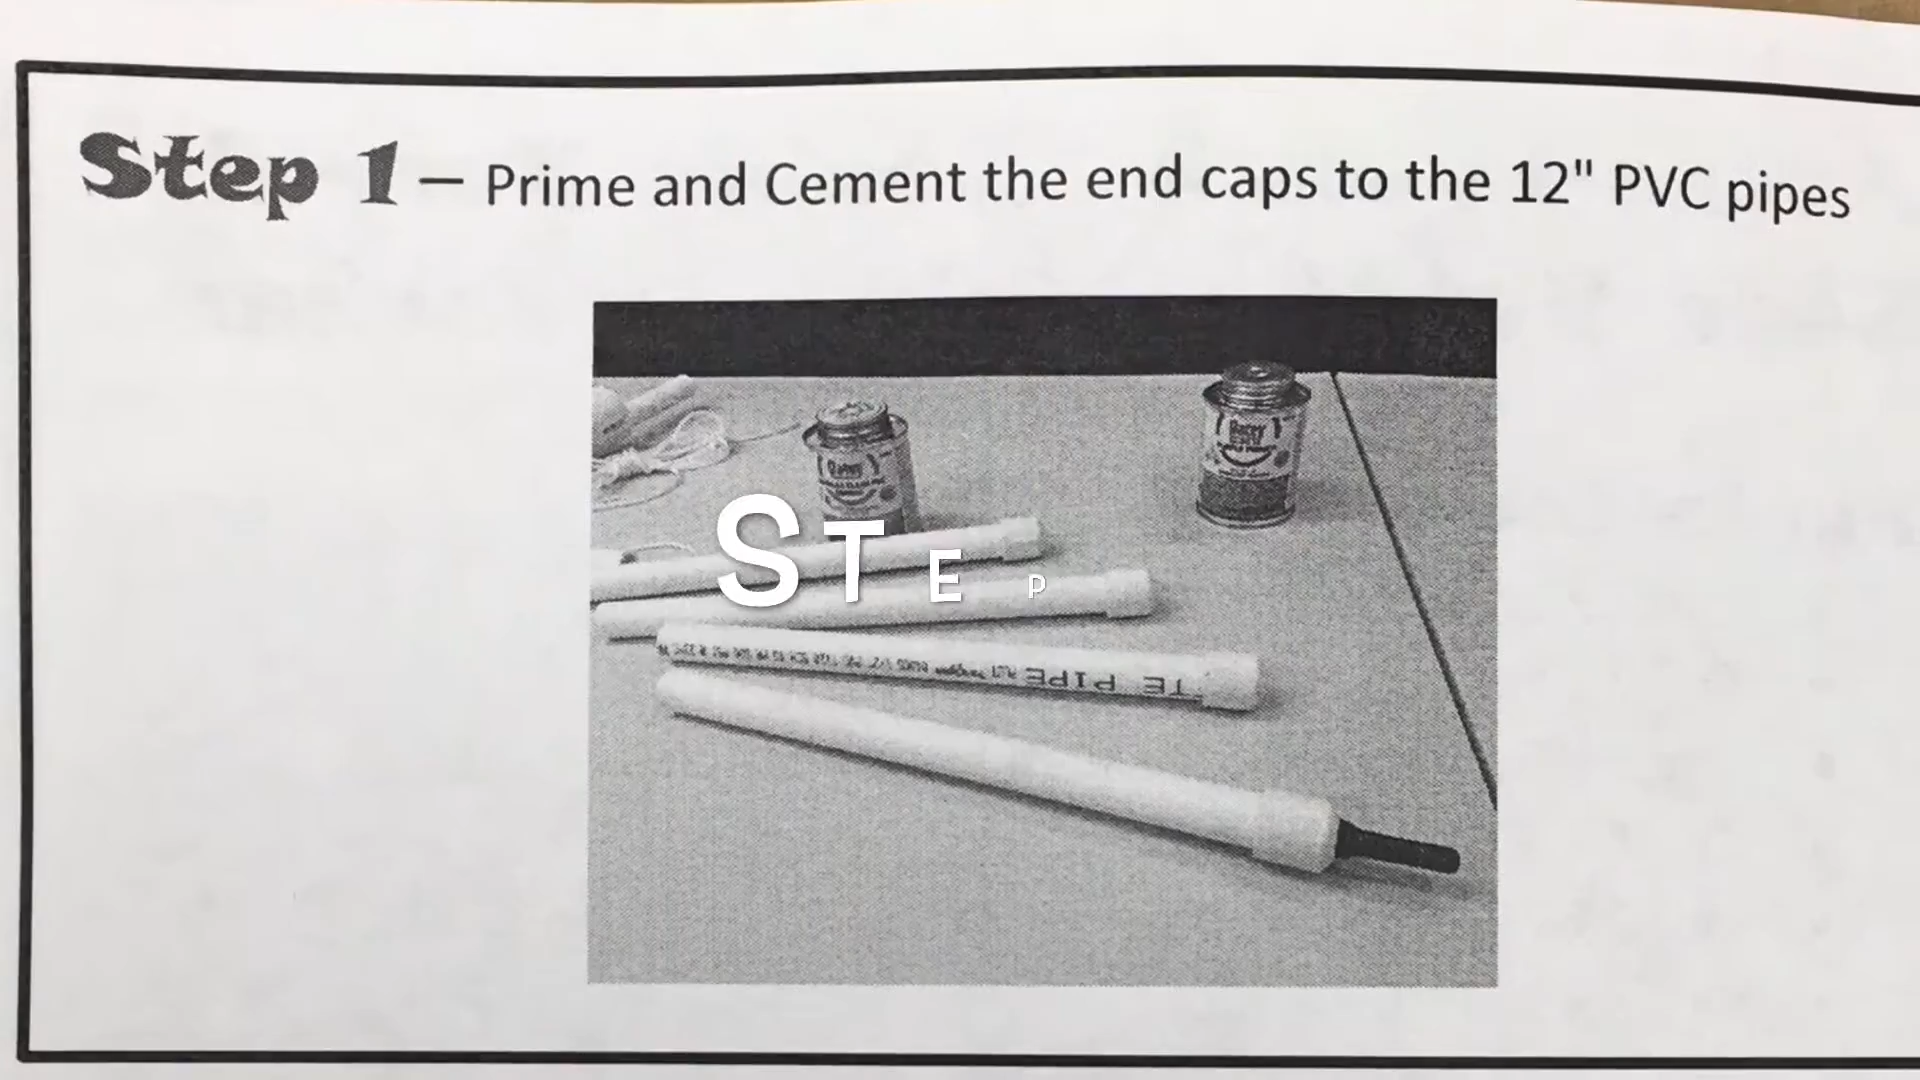 Step 1 – Prime and Cement the end caps to the 12" PVC pipes
STEP
TE PIPE